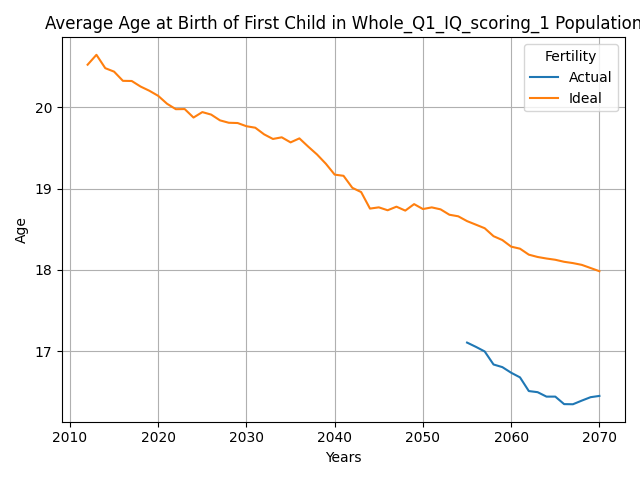 Average Age at Birth of First Child in Whole_Q1_IQ_scoring_1 Population
Fertility
Actual
Ideal
20
19
18
17
Age
2010 2020 2030 2040 2050 2060 2070
Years